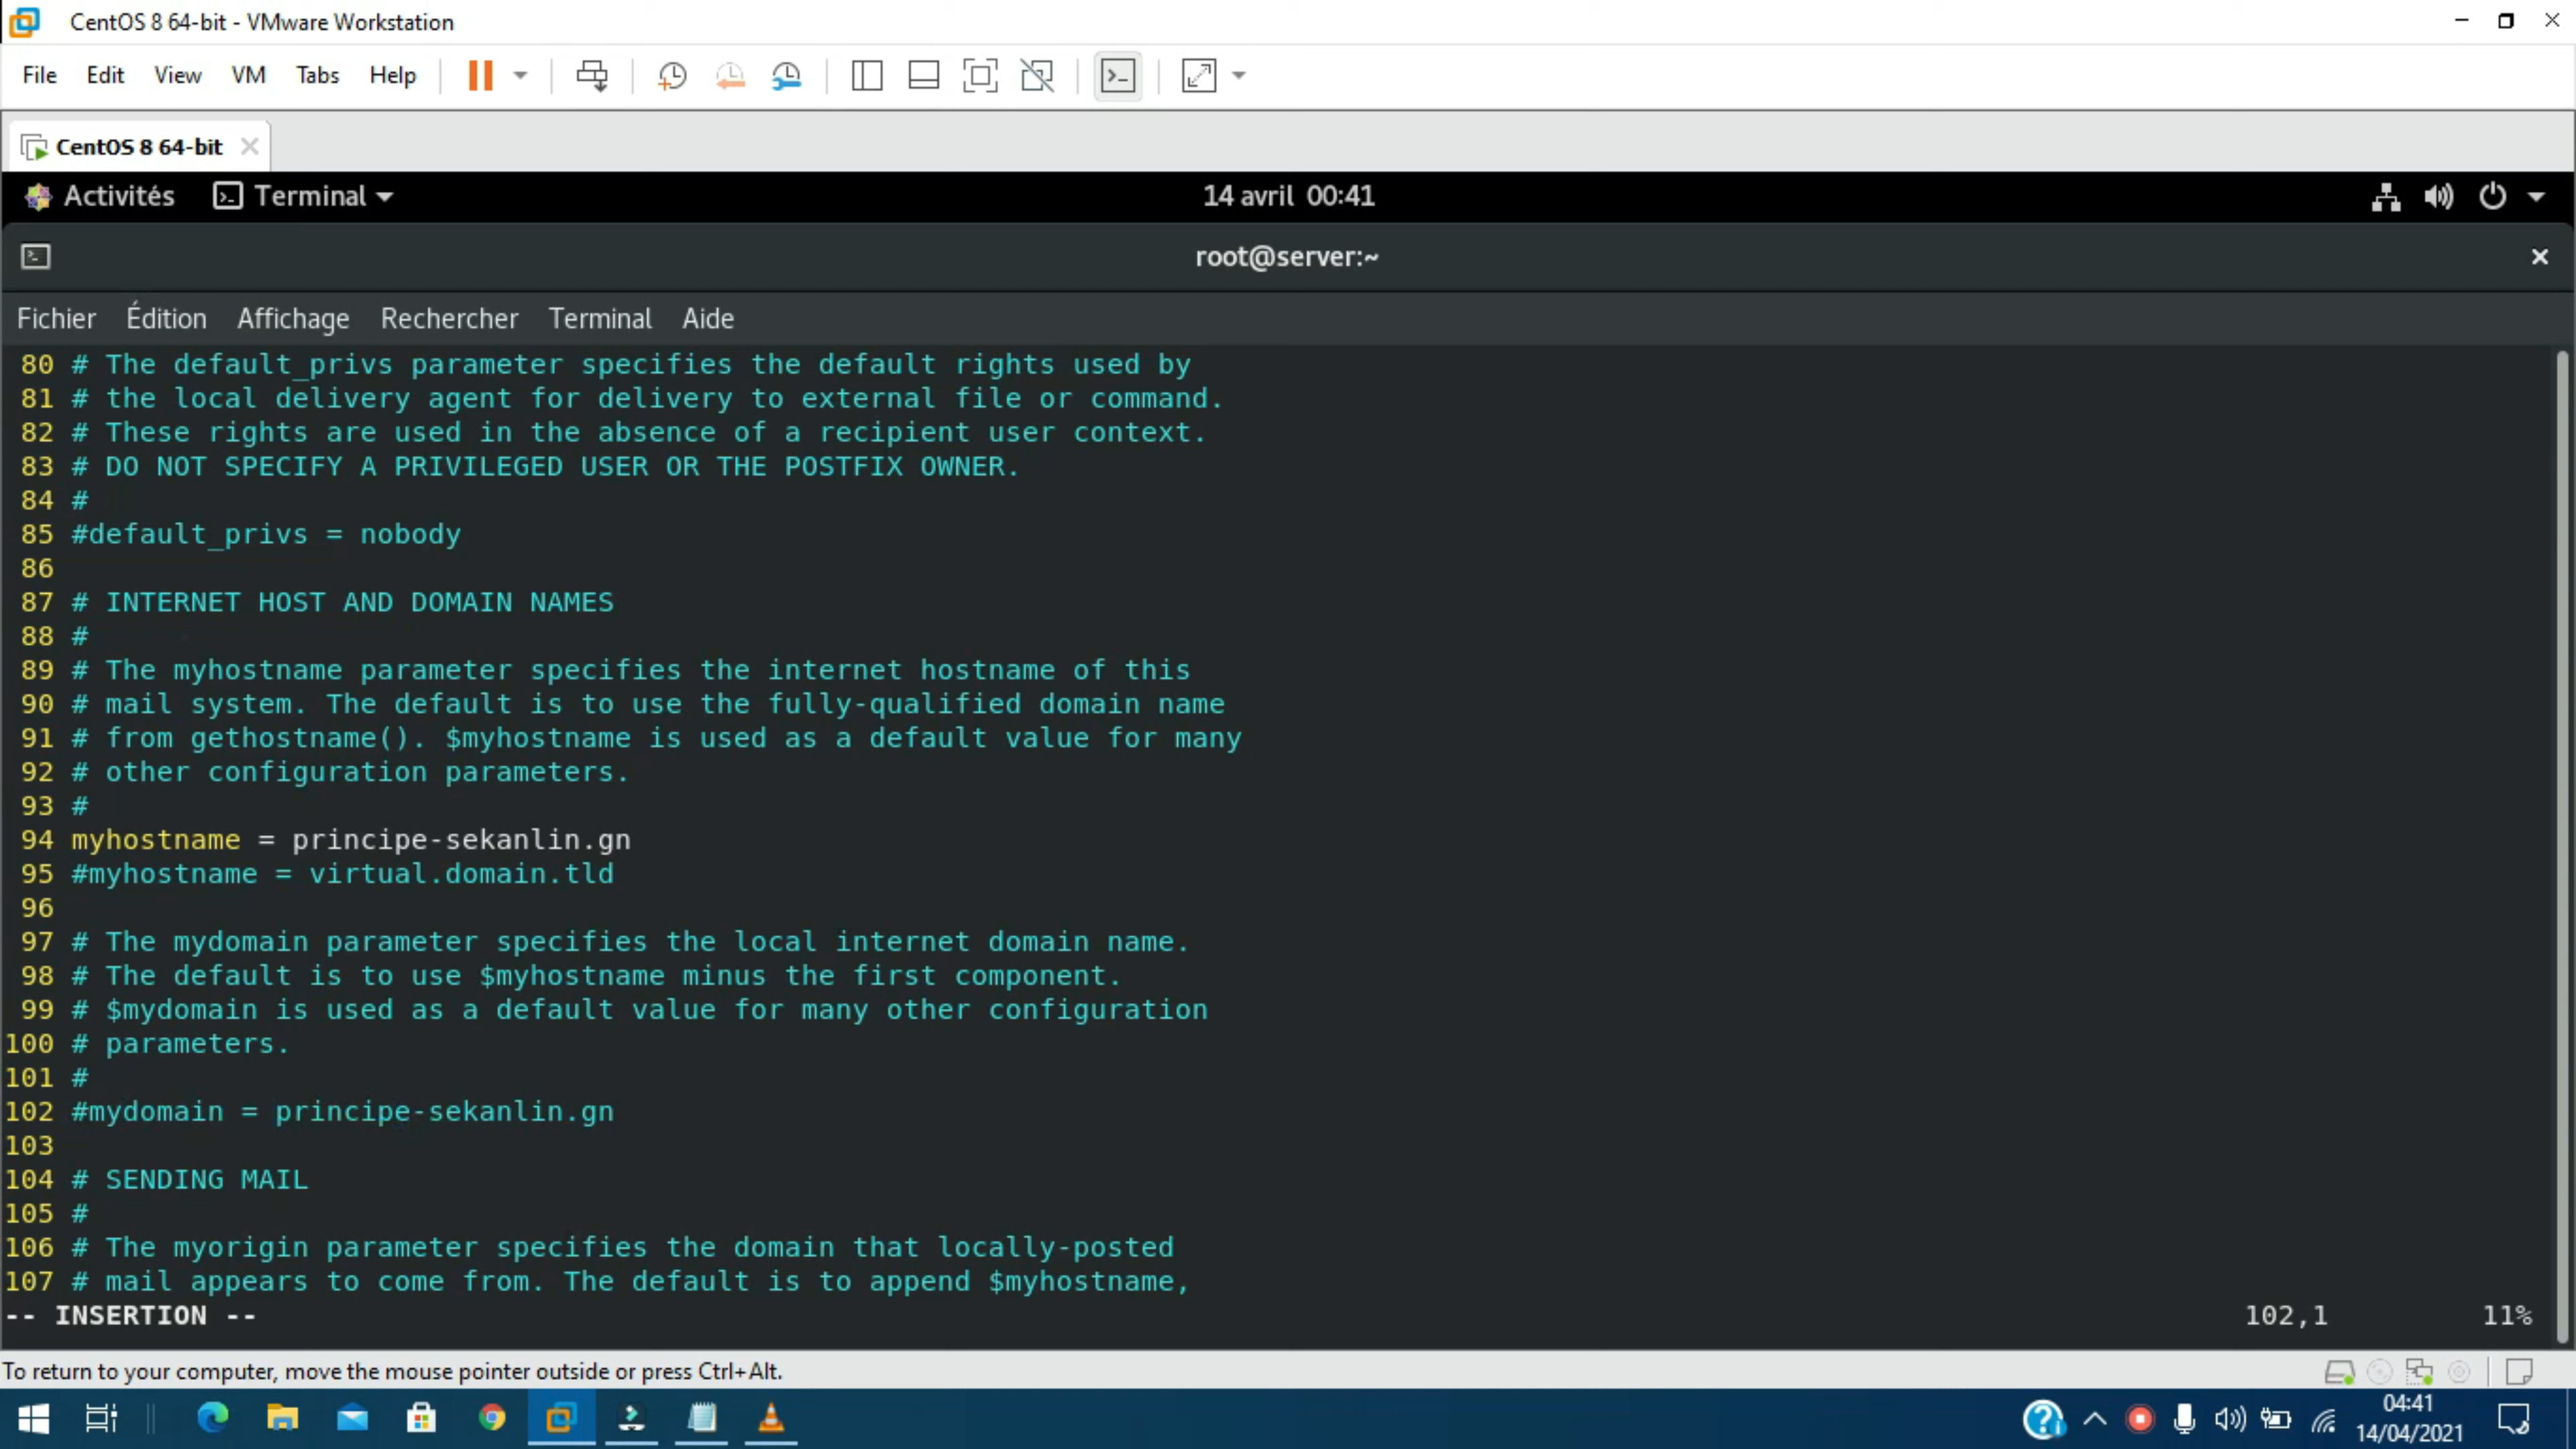 CentOS 8 64-bit - VMware Workstation
File Edit View VM Tabs Help
CentOS 8 64-bit
Activités Terminal 14 avril 00:41
root@server:~
Fichier Édition Affichage Rechercher Terminal Aide
80 # The default_privs parameter specifies the default rights used by
81 # the local delivery agent for delivery to external file or command.
82 # These rights are used in the absence of a recipient user context.
83 # DO NOT SPECIFY A PRIVILEGED USER OR THE POSTFIX OWNER.
84 #
85 #default_privs = nobody
86
87 # INTERNET HOST AND DOMAIN NAMES
88 #
89 # The myhostname parameter specifies the internet hostname of this
90 # mail system. The default is to use the fully-qualified domain name
91 # from gethostname(). $myhostname is used as a default value for many
92 # other configuration parameters.
93 #
94 myhostname = principe-sekanlin.gn
95 #myhostname = virtual.domain.tld
96
97 # The mydomain parameter specifies the local internet domain name.
98 # The default is to use $myhostname minus the first component.
99 # $mydomain is used as a default value for many other configuration
100 # parameters.
101 #
102 #mydomain = principe-sekanlin.gn
103
104 # SENDING MAIL
105 #
106 # The myorigin parameter specifies the domain that locally-posted
107 # mail appears to come from. The default is to append $myhostname,
-- INSERTION -- 102,1 11%
To return to your computer, move the mouse pointer outside or press Ctrl+Alt.
04:41
14/04/2021